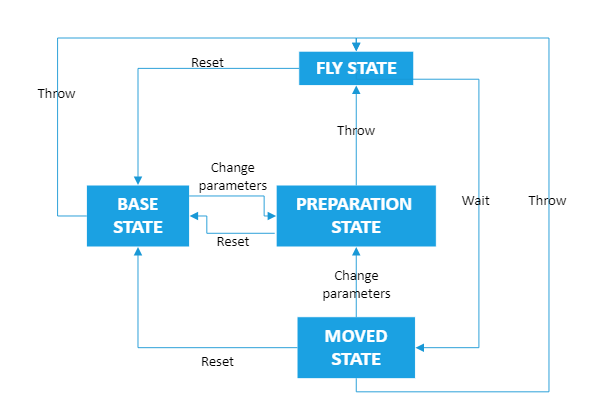 Reset
FLY STATE
Throw
Throw
Change
parameters
BASE
STATE
PREPARATION
STATE
Wait
Throw
Reset
Change
parameters
MOVED
STATE
Reset